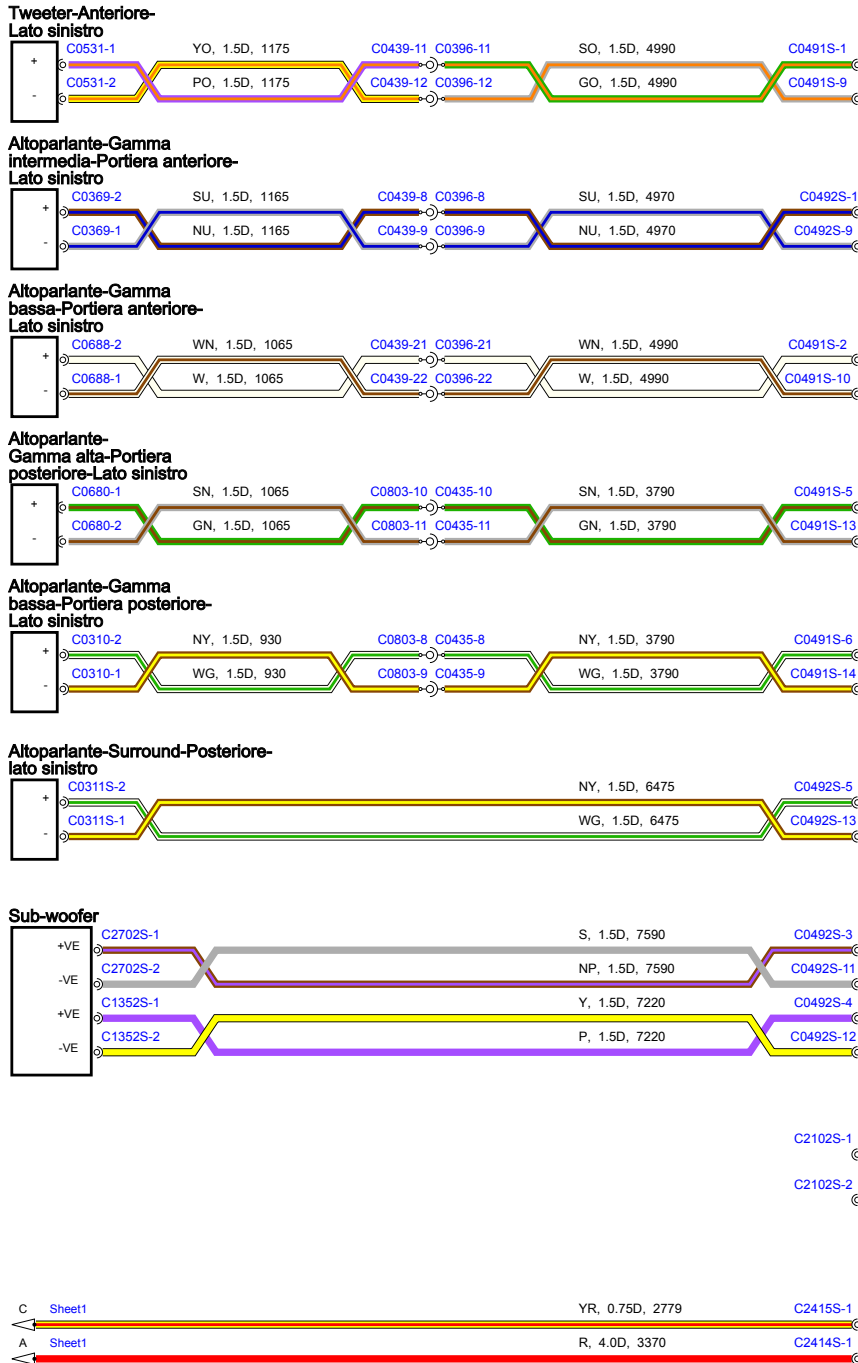 Tweeter-Anteriore-
Lato sinistro
C0531-1 YO, 1.5D, 1175 C0439-11 C0396-11 SO, 1.5D, 4990 C0491S-1
+
C0531-2 PO, 1.5D, 1175 C0439-12 C0396-12 GO, 1.5D, 4990 C0491S-9
-
Altoparlante-Gamma
intermedia-Portiera anteriore-
Lato sinistro
C0369-2 SU, 1.5D, 1165 C0439-8 C0396-8 SU, 1.5D, 4970 C0492S-1
+
C0369-1 NU, 1.5D, 1165 C0439-9 C0396-9 NU, 1.5D, 4970 C0492S-9
-
Altoparlante-Gamma
bassa-Portiera anteriore-
Lato sinistro
C0688-2 WN, 1.5D, 1065 C0439-21 C0396-21 WN, 1.5D, 4990 C0491S-2
+
C0688-1 W, 1.5D, 1065 C0439-22 C0396-22 W, 1.5D, 4990 C0491S-10
-
Altoparlante-
Gamma alta-Portiera
posteriore-Lato sinistro
C0680-1 SN, 1.5D, 1065 C0803-10 C0435-10 SN, 1.5D, 3790 C0491S-5
+
C0680-2 GN, 1.5D, 1065 C0803-11 C0435-11 GN, 1.5D, 3790 C0491S-13
-
Altoparlante-Gamma
bassa-Portiera posteriore-
Lato sinistro
C0310-2 NY, 1.5D, 930 C0803-8 C0435-8 NY, 1.5D, 3790 C0491S-6
+
C0310-1 WG, 1.5D, 930 C0803-9 C0435-9 WG, 1.5D, 3790 C0491S-14
-
Altoparlante-Surround-Posteriore-
lato sinistro
C0311S-2 NY, 1.5D, 6475 C0492S-5
+
C0311S-1 WG, 1.5D, 6475 C0492S-13
-
Sub-woofer
C2702S-1 S, 1.5D, 7590 C0492S-3
+VE
C2702S-2 NP, 1.5D, 7590 C0492S-11
-VE
C1352S-1 Y, 1.5D, 7220 C0492S-4
+VE
C1352S-2 P, 1.5D, 7220 C0492S-12
-VE
C2102S-1
C2102S-2
C Sheet1 YR, 0.75D, 2779 C2415S-1
A Sheet1 R, 4.0D, 3370 C2414S-1